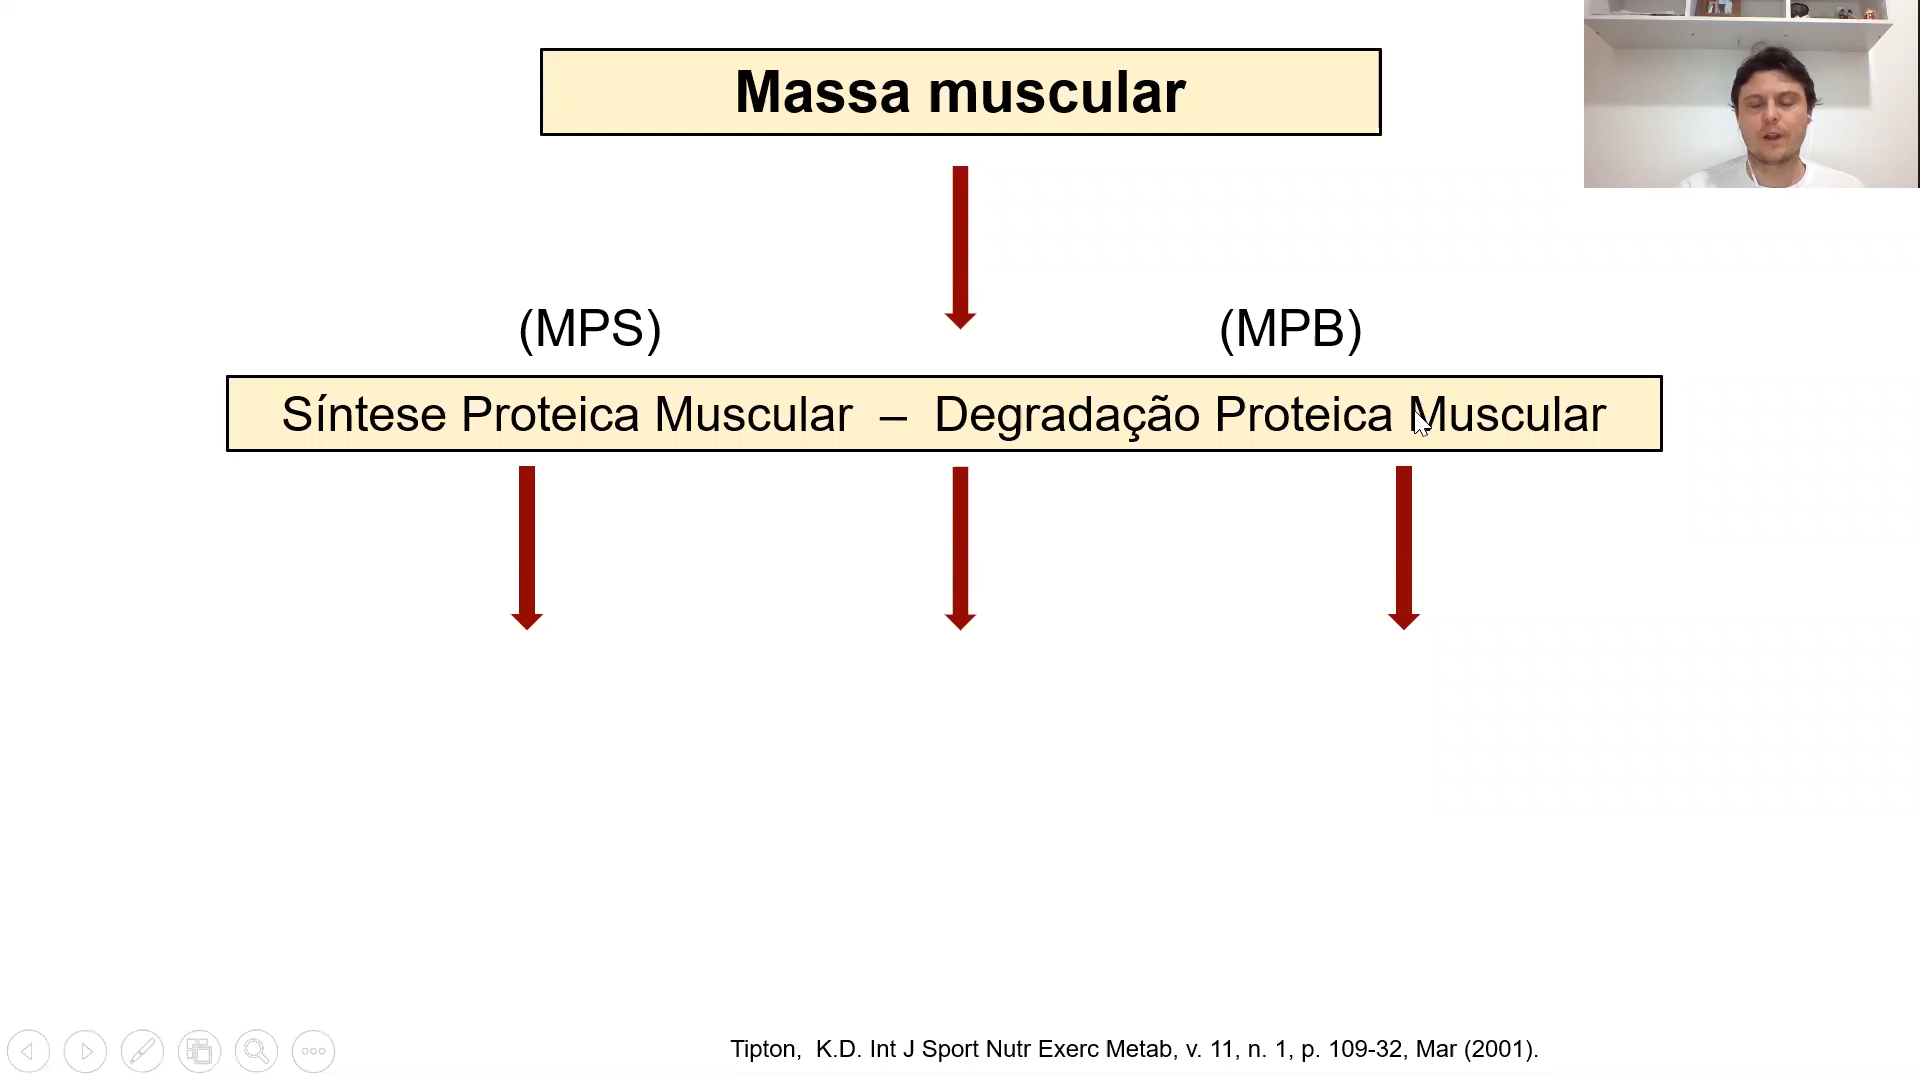 Massa muscular
(MPS) (MPB)
Síntese Proteica Muscular – Degradação Proteica Muscular
Tipton, K.D. Int J Sport Nutr Exerc Metab, v. 11, n. 1, p. 109-32, Mar (2001).